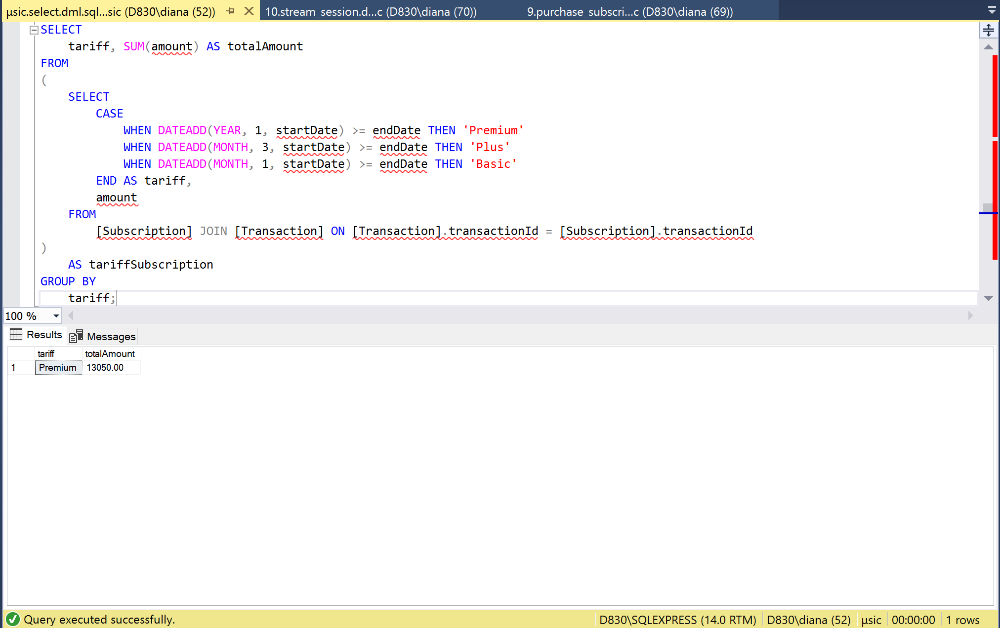 µsic.select.dml.sql...sic (D830\diana (52)) 10.stream_session.d...c (D830\diana (70)) 9.purchase_subscri...c (D830\diana (69))
SELECT
tariff, SUM(amount) AS totalAmount
FROM
(
SELECT
CASE
WHEN DATEADD(YEAR, 1, startDate) >= endDate THEN 'Premium'
WHEN DATEADD(MONTH, 3, startDate) >= endDate THEN 'Plus'
WHEN DATEADD(MONTH, 1, startDate) >= endDate THEN 'Basic'
END AS tariff,
amount
FROM
[Subscription] JOIN [Transaction] ON [Transaction].transactionId = [Subscription].transactionId
)
AS tariffSubscription
GROUP BY
tariff;
100 %
Results Messages
tariff totalAmount
1 Premium 13050.00
Query executed successfully. D830\SQLEXPRESS (14.0 RTM) D830\diana (52) µsic 00:00:00 1 rows